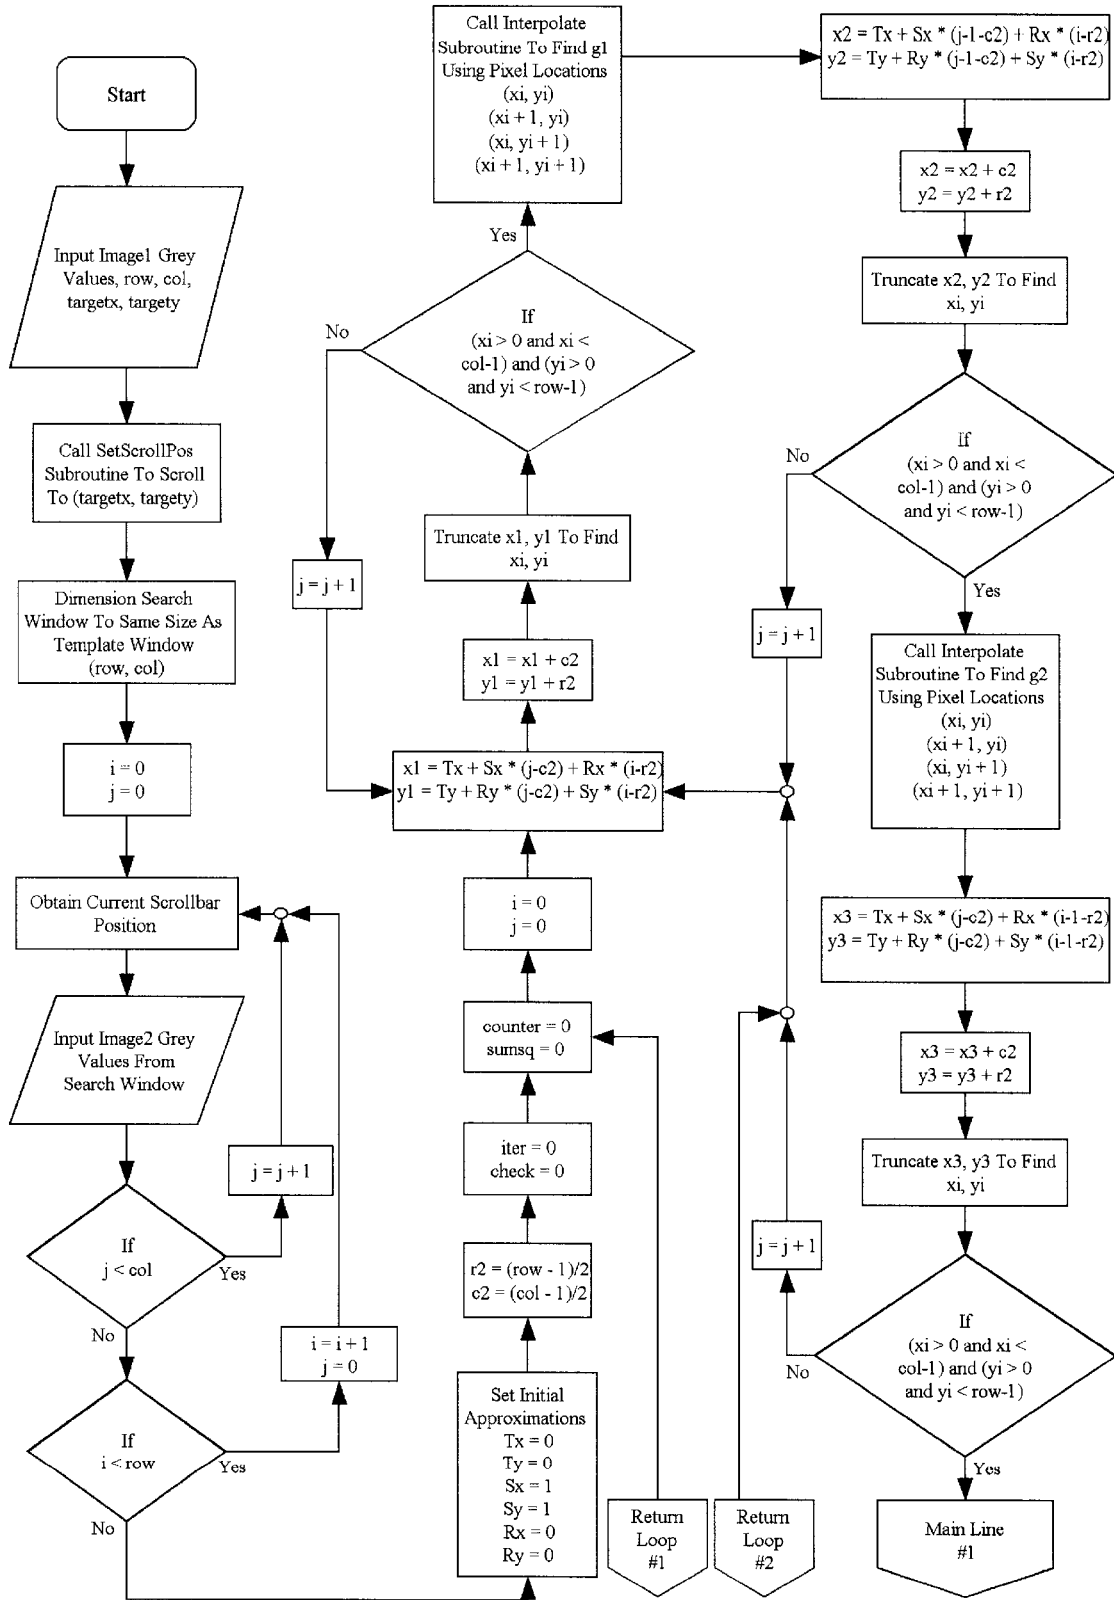 Start
Input Image1 Grey
Values, row, col,
targetx, targety
Call SetScrollPos
Subroutine To Scroll
To (targetx, targety)
Dimension Search
Window To Same Size As
Template Window
(row, col)
i = 0
j = 0
Obtain Current Scrollbar
Position
Input Image2 Grey
Values From
Search Window
j = j + 1
If
j < col
Yes
No
i = i + 1
j = 0
If
i < row
Yes
No
Set Initial
Approximations
Tx = 0
Ty = 0
Sx = 1
Sy = 1
Rx = 0
Ry = 0
r2 = (row - 1)/2
c2 = (col - 1)/2
iter = 0
check = 0
counter = 0
sumsq = 0
Return
Loop
#1
i = 0
j = 0
x1 = Tx + Sx * (j-c2) + Rx * (i-r2)
y1 = Ty + Ry * (j-c2) + Sy * (i-r2)
x1 = x1 + c2
y1 = y1 + r2
Truncate x1, y1 To Find
xi, yi
If
(xi > 0 and xi <
col-1) and (yi > 0
and yi < row-1)
No
j = j + 1
Yes
Call Interpolate
Subroutine To Find g1
Using Pixel Locations
(xi, yi)
(xi + 1, yi)
(xi, yi + 1)
(xi + 1, yi + 1)
x2 = Tx + Sx * (j-1-c2) + Rx * (i-r2)
y2 = Ty + Ry * (j-1-c2) + Sy * (i-r2)
x2 = x2 + c2
y2 = y2 + r2
Truncate x2, y2 To Find
xi, yi
If
(xi > 0 and xi <
col-1) and (yi > 0
and yi < row-1)
No
j = j + 1
Yes
Call Interpolate
Subroutine To Find g2
Using Pixel Locations
(xi, yi)
(xi + 1, yi)
(xi, yi + 1)
(xi + 1, yi + 1)
x3 = Tx + Sx * (j-c2) + Rx * (i-1-r2)
y3 = Ty + Ry * (j-c2) + Sy * (i-1-r2)
x3 = x3 + c2
y3 = y3 + r2
Truncate x3, y3 To Find
xi, yi
If
(xi > 0 and xi <
col-1) and (yi > 0
and yi < row-1)
No
j = j + 1
Yes
Return
Loop
#2
Main Line
#1